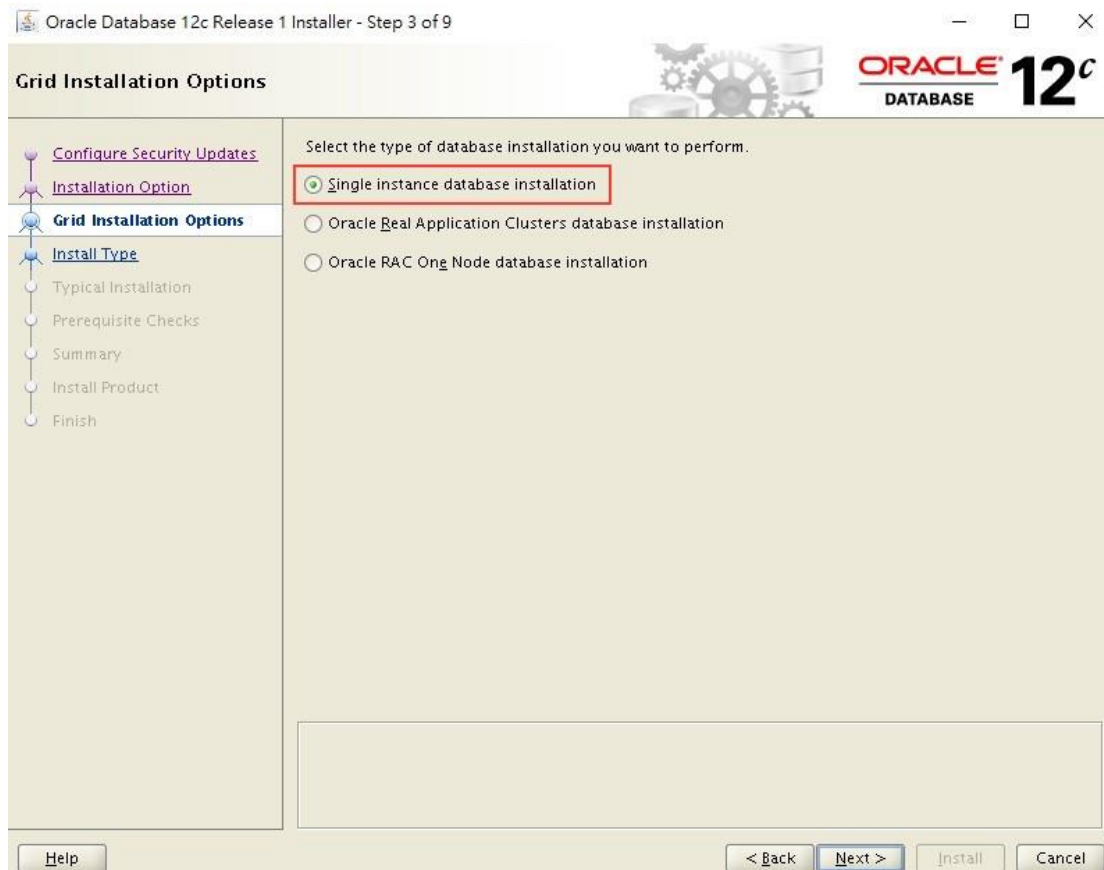 Oracle Database 12c Release 1 Installer - Step 3 of 9
Grid Installation Options
ORACLE
DATABASE
12c
Configure Security Updates
Installation Option
Grid Installation Options
Install Type
Typical Installation
Prerequisite Checks
Summary
Install Product
Finish
Select the type of database installation you want to perform.
Single instance database installation
Oracle Real Application Clusters database installation
Oracle RAC One Node database installation
Help
< Back
Next >
Install
Cancel